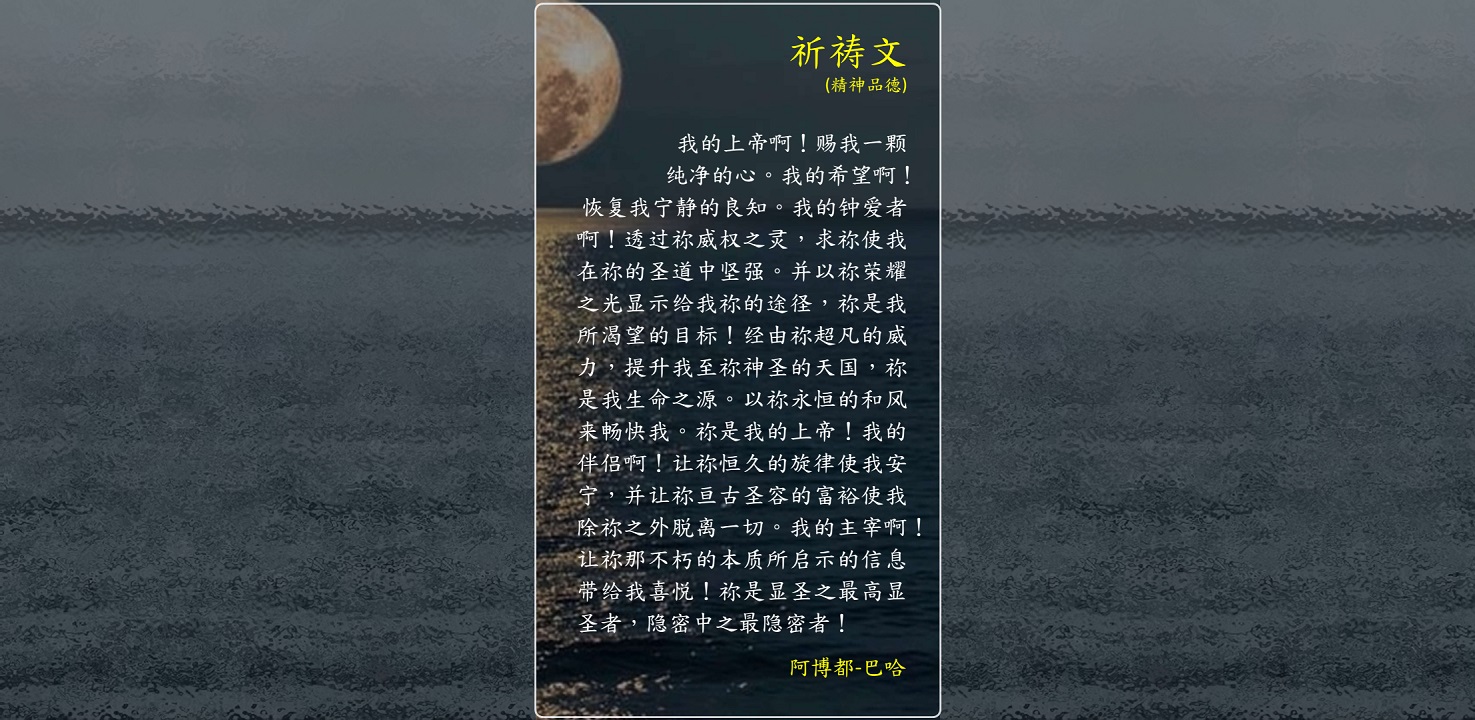 祈祷文
(精神品德)
我的上帝啊！赐我一颗
纯净的心。我的希望啊！
恢复我宁静的良知。我的钟爱者
啊！透过祢威权之灵，求祢使我
在祢的圣道中坚强。并以祢荣耀
之光显示给我祢的途径，祢是我
所渴望的目标！经由祢超凡的威
力，提升我至祢神圣的天国，祢
是我生命之源。以祢永恒的和风
来畅快我。祢是我的上帝！我的
伴侣啊！让祢恒久的旋律使我安
宁，并让祢亘古圣容的富裕使我
除祢之外脱离一切。我的主宰啊！
让祢那不朽的本质所启示的信息
带给我喜悦！祢是显圣之最高显
圣者，隐密中之最隐密者！
阿博都-巴哈